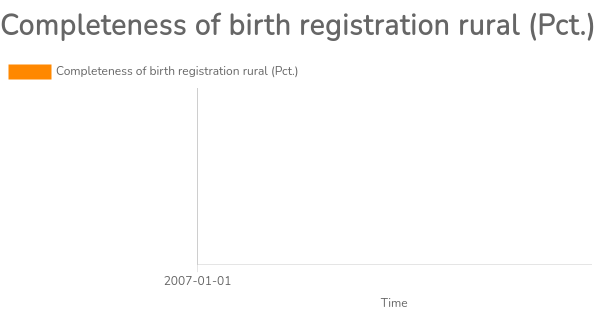 Completeness of birth registration rural (Pct.)
Completeness of birth registration rural (Pct.)
2007-01-01
Time